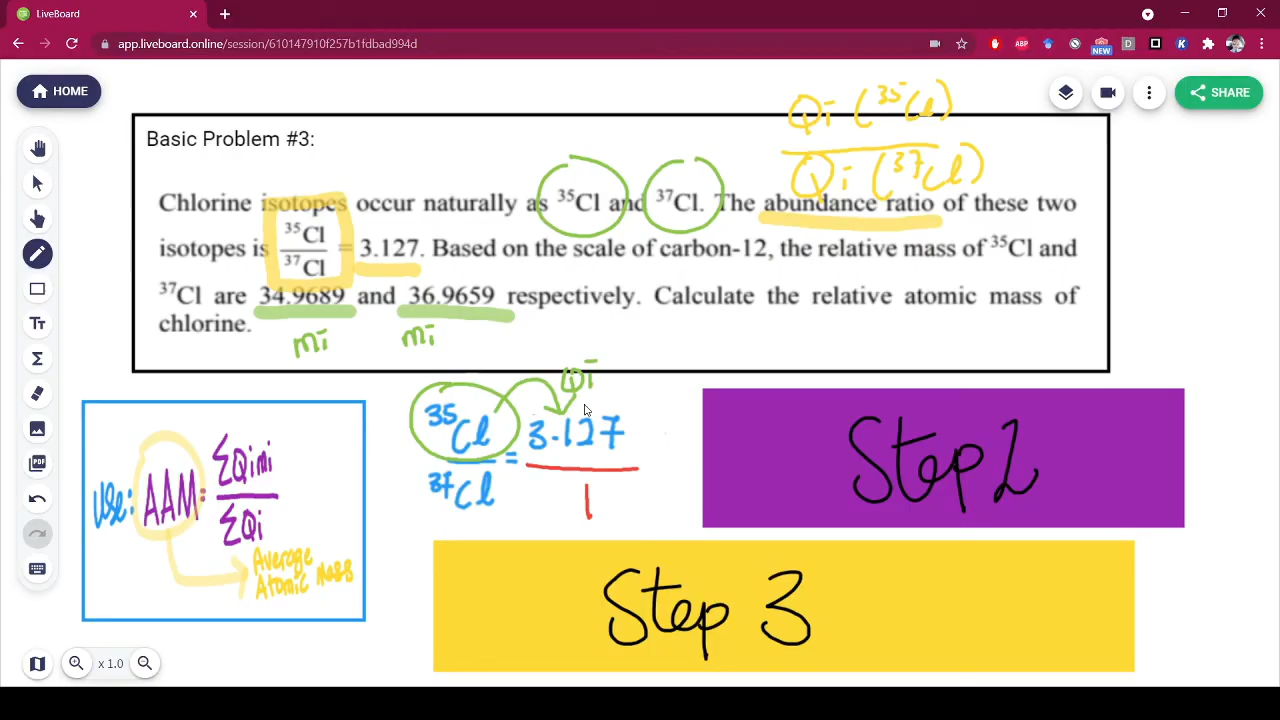 LiveBoard
app.liveboard.online/session/610147910f257b1fdbad994d
ABP
NEW
D
K
HOME
SHARE
Qi (³⁵Cl)
Qi (³⁷Cl)
Basic Problem #3:
Chlorine isotopes occur naturally as ³⁵Cl and ³⁷Cl. The abundance ratio of these two
isotopes is ³⁵Cl/³⁷Cl = 3.127. Based on the scale of carbon-12, the relative mass of ³⁵Cl and
³⁷Cl are 34.9689 and 36.9659 respectively. Calculate the relative atomic mass of
chlorine.
mi mi
Qi
³⁵Cl/³⁷Cl = 3.127/1
Use: AAM: ΣQimi/ΣQi
Average
Atomic Mass
Step 2
Step 3
Tт
Σ
PDF
x 1.0